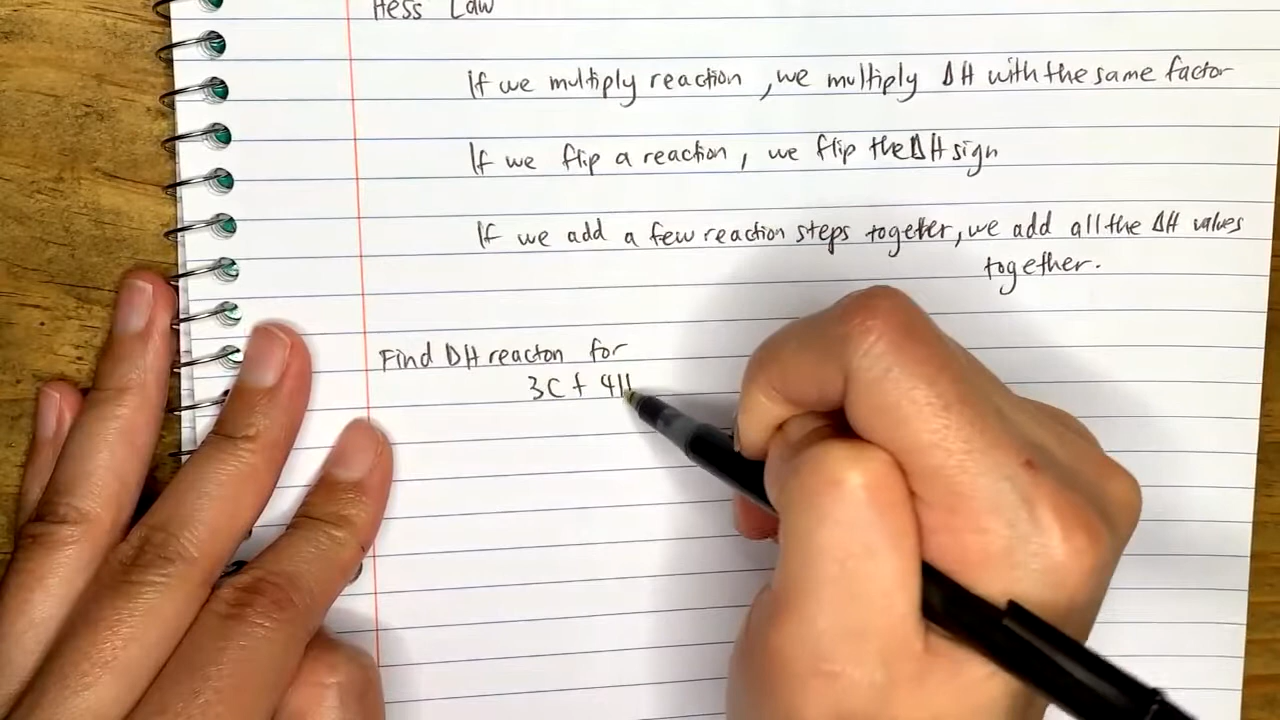 Hess Law
If we multiply reaction, we multiply ΔH with the same factor
If we flip a reaction, we flip the ΔH sign
If we add a few reaction steps together, we add all the ΔH values
together.
Find ΔH reacton for
3C + 4H